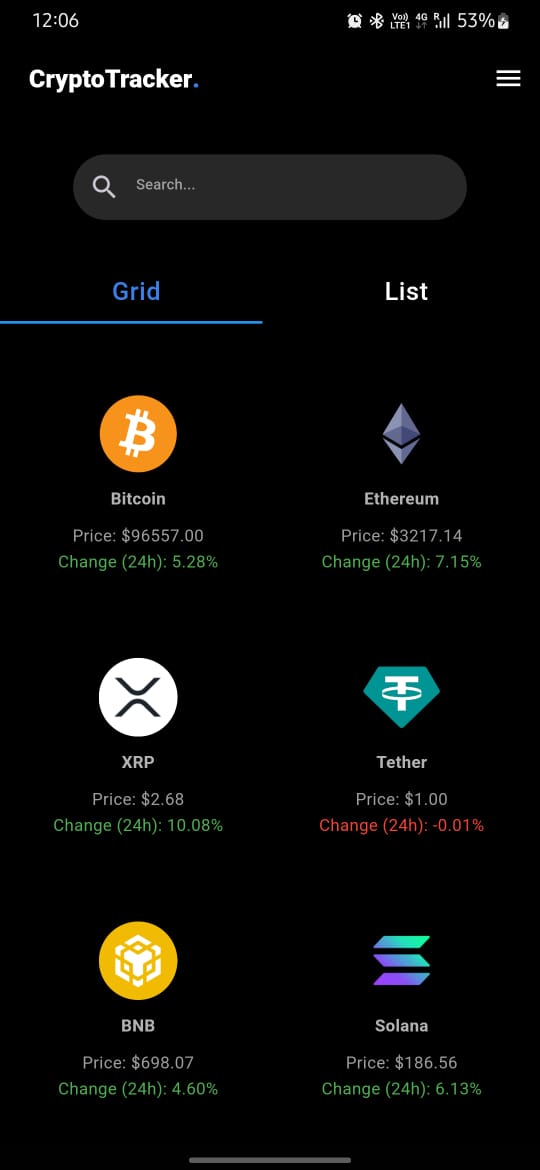 12:06 Vo)) LTE1 4G R 53%
CryptoTracker.
Search...
Grid List
Bitcoin Ethereum
Price: $96557.00 Price: $3217.14
Change (24h): 5.28% Change (24h): 7.15%
XRP Tether
Price: $2.68 Price: $1.00
Change (24h): 10.08% Change (24h): -0.01%
BNB Solana
Price: $698.07 Price: $186.56
Change (24h): 4.60% Change (24h): 6.13%